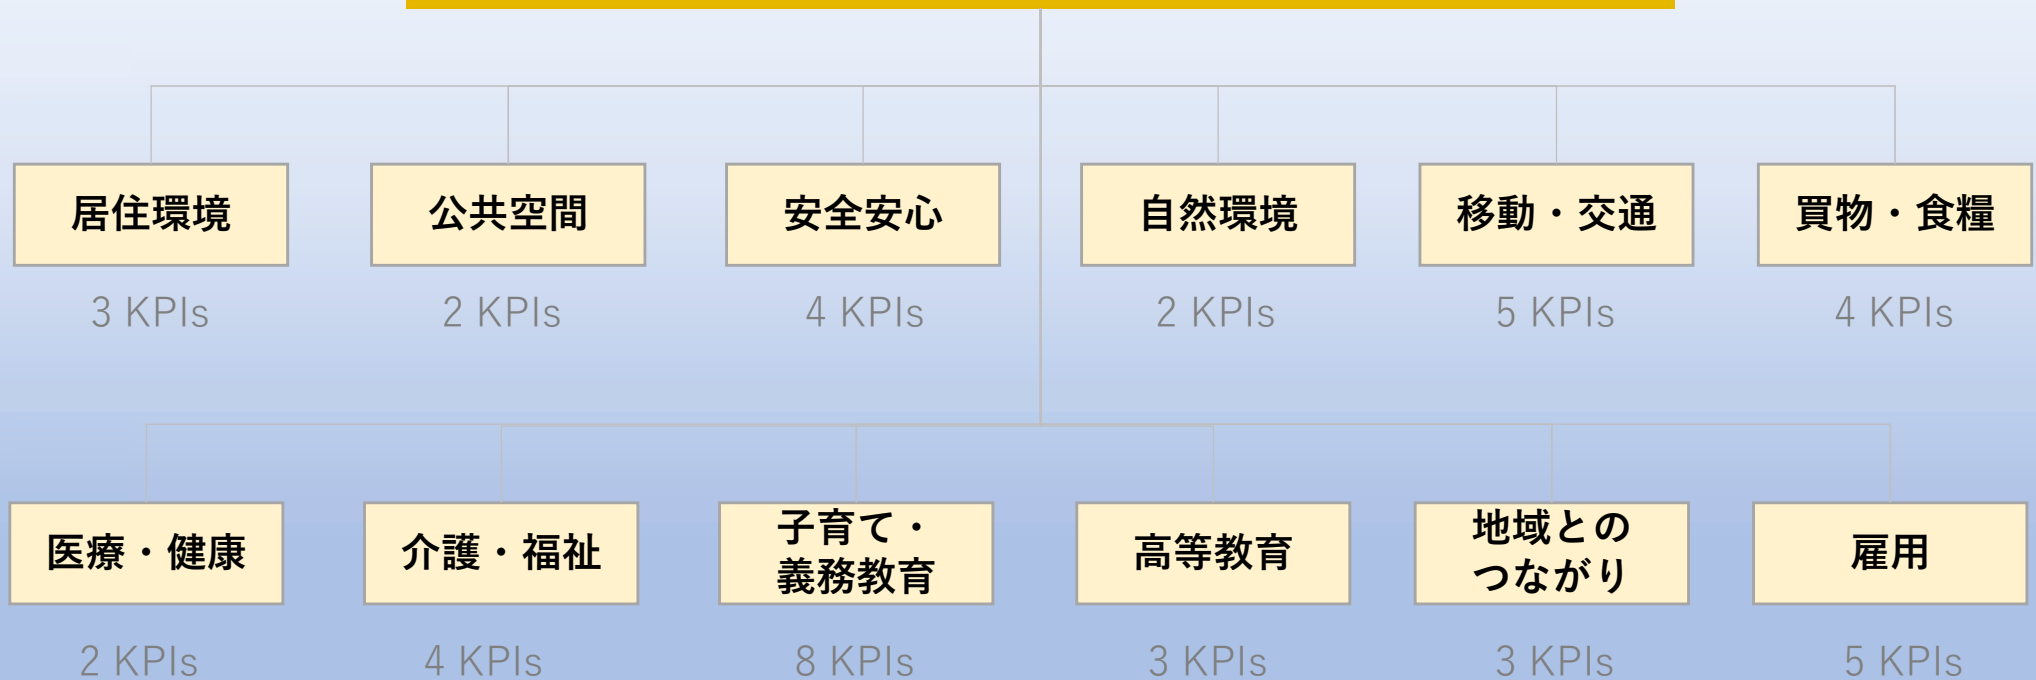 居住環境
公共空間
安全安心
自然環境
移動・交通
買物・食糧
3 KPIs
2 KPIs
4 KPIs
2 KPIs
5 KPIs
4 KPIs
医療・健康
介護・福祉
子育て・
義務教育
高等教育
地域との
つながり
雇用
2 KPIs
4 KPIs
8 KPIs
3 KPIs
3 KPIs
5 KPIs